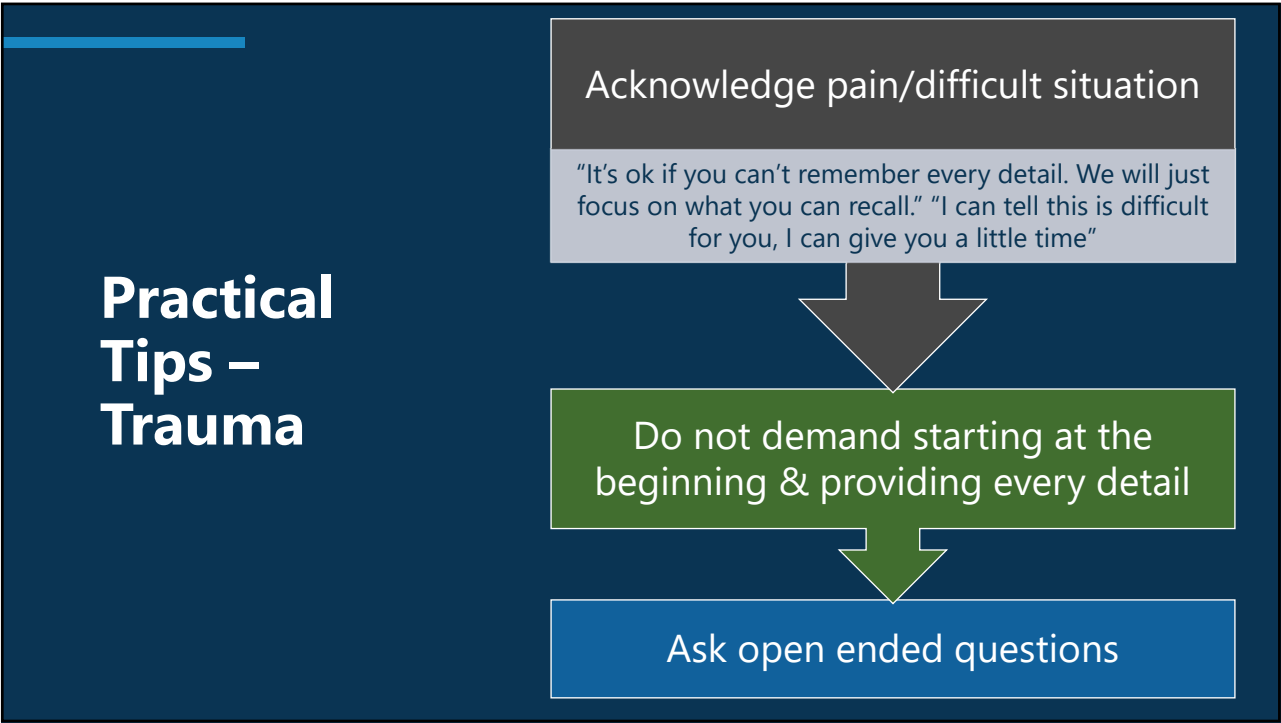 Practical
Tips –
Trauma
Acknowledge pain/difficult situation
“It’s ok if you can’t remember every detail. We will just
focus on what you can recall.” “I can tell this is difficult
for you, I can give you a little time”
Do not demand starting at the
beginning & providing every detail
Ask open ended questions